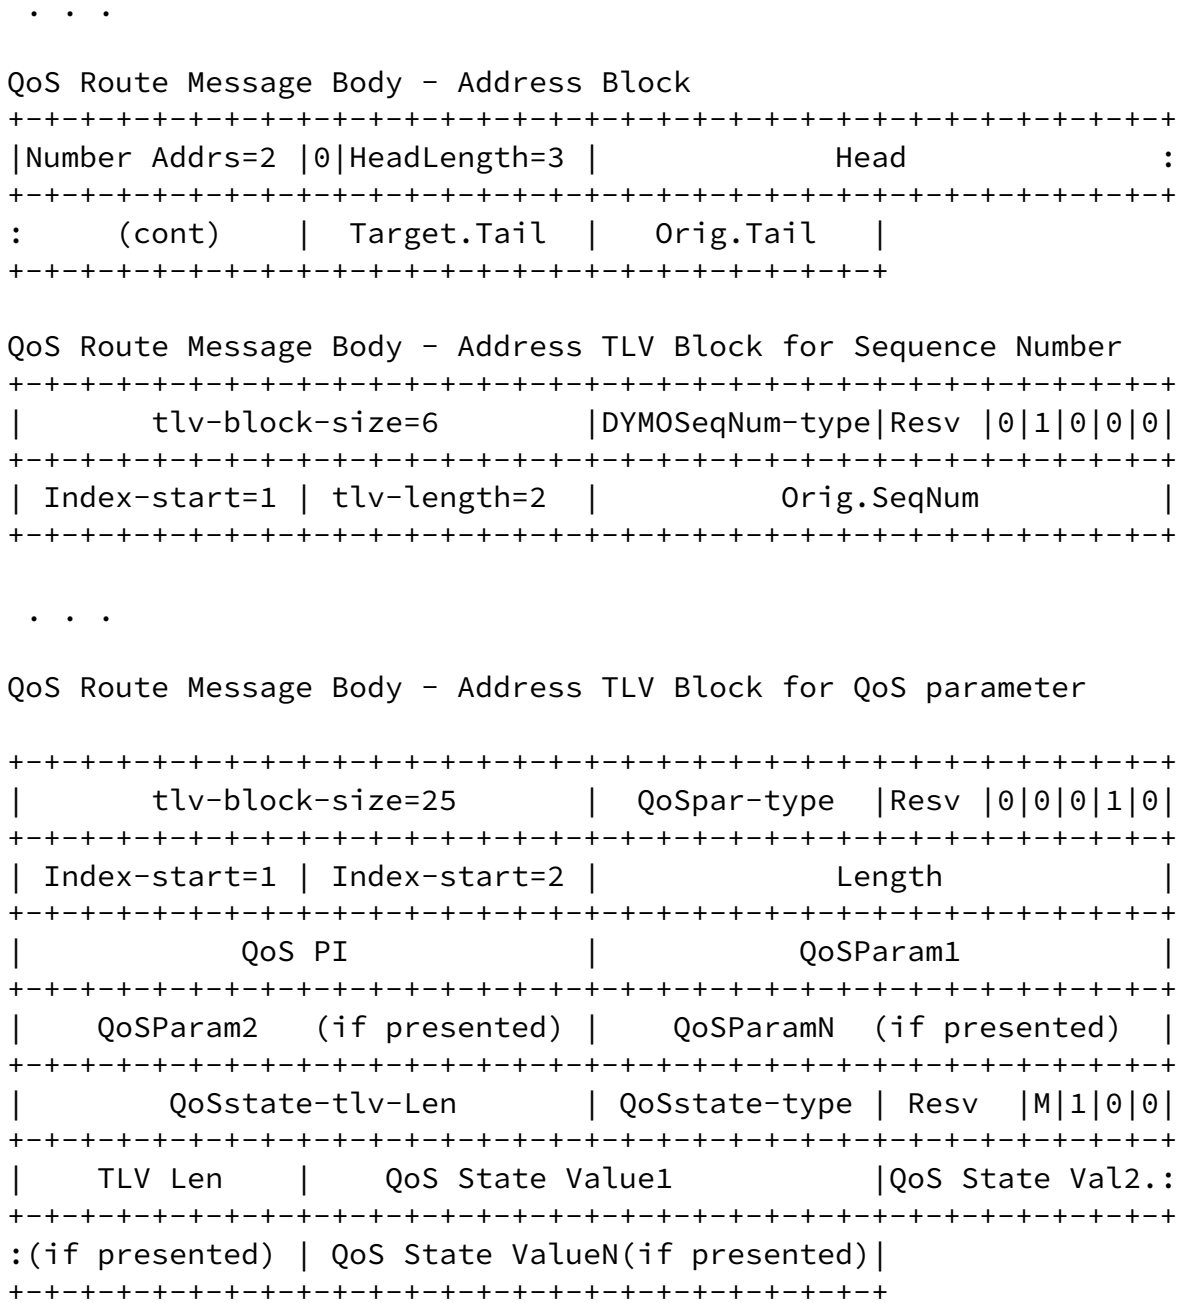 . . .
QoS Route Message Body - Address Block
+-+-+-+-+-+-+-+-+-+-+-+-+-+-+-+-+-+-+-+-+-+-+-+-+-+-+-+-+-+-+-+-+
|Number Addrs=2 |0|HeadLength=3 |             Head              :
+-+-+-+-+-+-+-+-+-+-+-+-+-+-+-+-+-+-+-+-+-+-+-+-+-+-+-+-+-+-+-+-+
:     (cont)    |  Target.Tail  |   Orig.Tail   |
+-+-+-+-+-+-+-+-+-+-+-+-+-+-+-+-+-+-+-+-+-+-+-+-+
QoS Route Message Body - Address TLV Block for Sequence Number
+-+-+-+-+-+-+-+-+-+-+-+-+-+-+-+-+-+-+-+-+-+-+-+-+-+-+-+-+-+-+-+-+
|       tlv-block-size=6        |DYMOSeqNum-type|Resv |0|1|0|0|0|
+-+-+-+-+-+-+-+-+-+-+-+-+-+-+-+-+-+-+-+-+-+-+-+-+-+-+-+-+-+-+-+-+
| Index-start=1 | tlv-length=2  |          Orig.SeqNum          |
+-+-+-+-+-+-+-+-+-+-+-+-+-+-+-+-+-+-+-+-+-+-+-+-+-+-+-+-+-+-+-+-+
. . .
QoS Route Message Body - Address TLV Block for QoS parameter
+-+-+-+-+-+-+-+-+-+-+-+-+-+-+-+-+-+-+-+-+-+-+-+-+-+-+-+-+-+-+-+-+
|       tlv-block-size=25       |  QoSpar-type  |Resv |0|0|0|1|0|
+-+-+-+-+-+-+-+-+-+-+-+-+-+-+-+-+-+-+-+-+-+-+-+-+-+-+-+-+-+-+-+-+
| Index-start=1 | Index-start=2 |             Length            |
+-+-+-+-+-+-+-+-+-+-+-+-+-+-+-+-+-+-+-+-+-+-+-+-+-+-+-+-+-+-+-+-+
|            QoS PI             |           QoSParam1           |
+-+-+-+-+-+-+-+-+-+-+-+-+-+-+-+-+-+-+-+-+-+-+-+-+-+-+-+-+-+-+-+-+
|    QoSParam2   (if presented) |    QoSParamN  (if presented)  |
+-+-+-+-+-+-+-+-+-+-+-+-+-+-+-+-+-+-+-+-+-+-+-+-+-+-+-+-+-+-+-+-+
|        QoSstate-tlv-Len       | QoSstate-type | Resv  |M|1|0|0|
+-+-+-+-+-+-+-+-+-+-+-+-+-+-+-+-+-+-+-+-+-+-+-+-+-+-+-+-+-+-+-+-+
|    TLV Len    |    QoS State Value1           |QoS State Val2.:
+-+-+-+-+-+-+-+-+-+-+-+-+-+-+-+-+-+-+-+-+-+-+-+-+-+-+-+-+-+-+-+-+
:(if presented) | QoS State ValueN(if presented)|
+-+-+-+-+-+-+-+-+-+-+-+-+-+-+-+-+-+-+-+-+-+-+-+-+